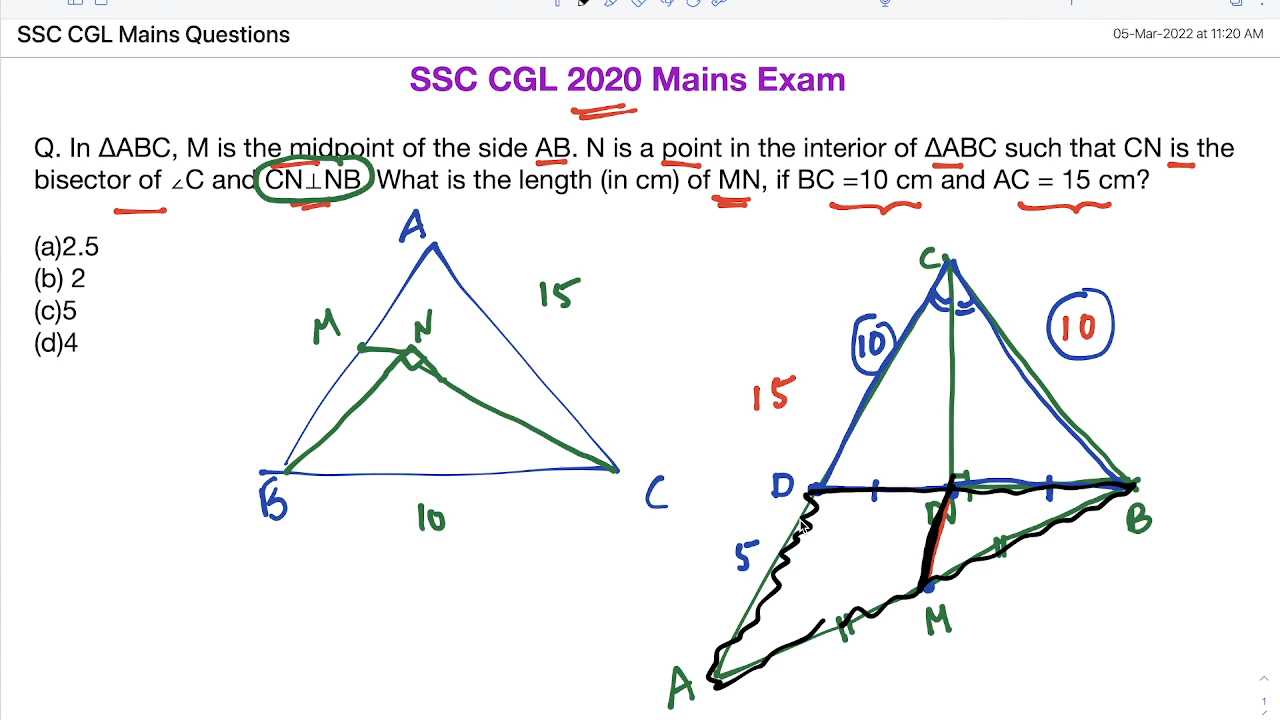 SSC CGL Mains Questions
05-Mar-2022 at 11:20 AM
SSC CGL 2020 Mains Exam
Q. In ΔABC, M is the midpoint of the side AB. N is a point in the interior of ΔABC such that CN is the
bisector of ∠C and CN⊥NB. What is the length (in cm) of MN, if BC =10 cm and AC = 15 cm?
(a)2.5
(b) 2
(c)5
(d)4
A
15
M
N
B
C
10
C
10
10
15
D
N
B
5
M
A
1